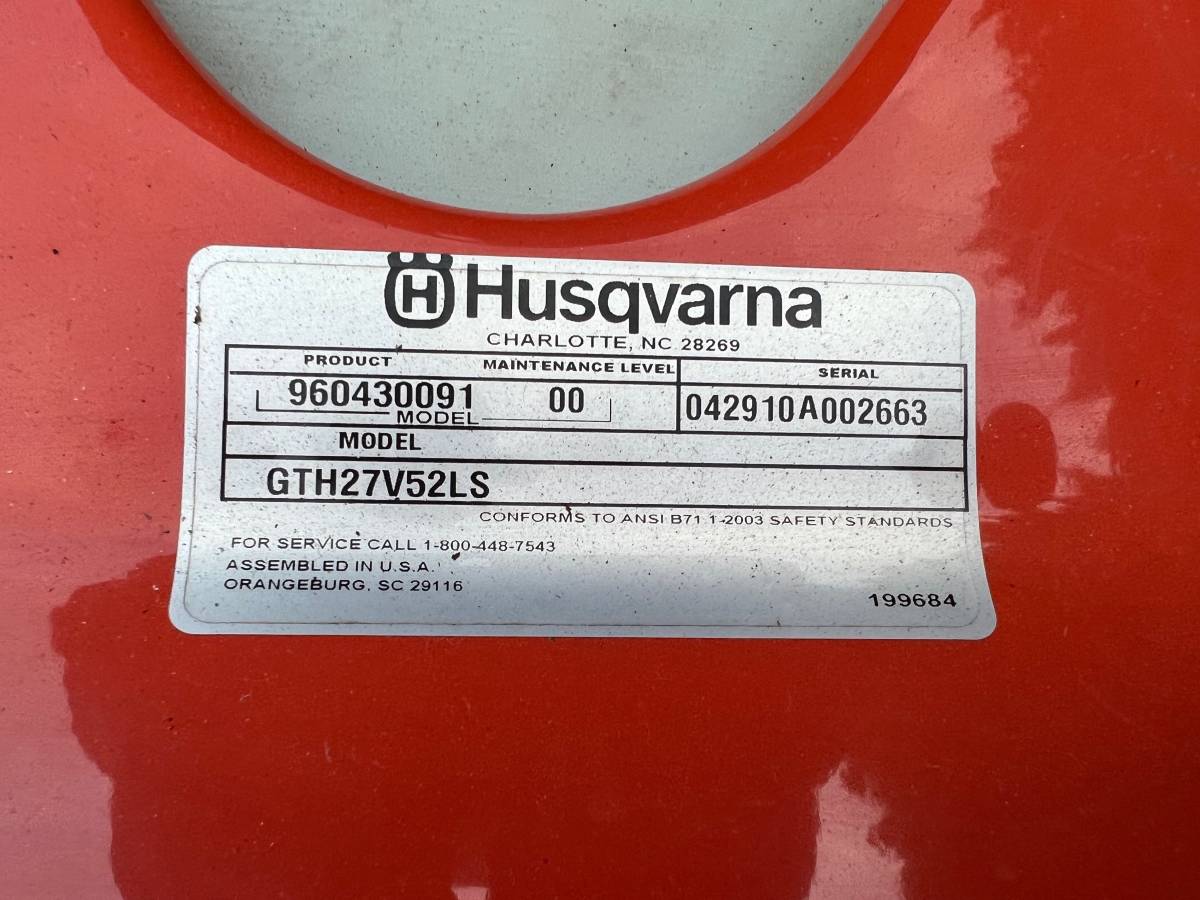 H Husqvarna
CHARLOTTE, NC 28269
PRODUCT MAINTENANCE LEVEL SERIAL
960430091 00 042910A002663
MODEL
MODEL
GTH27V52LS
CONFORMS TO ANSI B71.1-2003 SAFETY STANDARDS
FOR SERVICE CALL 1-800-448-7543
ASSEMBLED IN U.S.A.
ORANGEBURG, SC 29116
199684